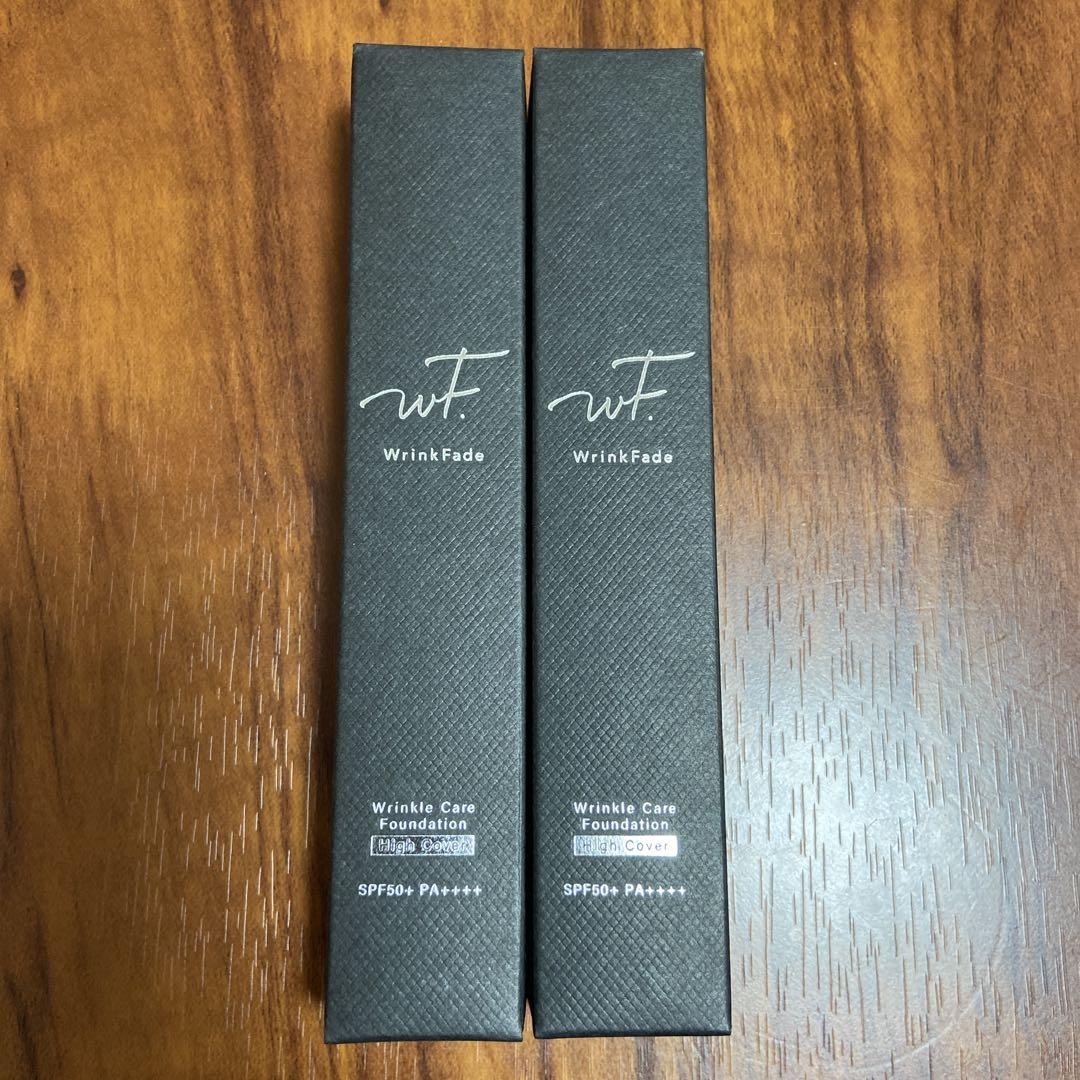 wF.
WrinkFade
Wrinkle Care
Foundation
High Cover
SPF50+ PA++++
wF.
WrinkFade
Wrinkle Care
Foundation
High Cover
SPF50+ PA++++